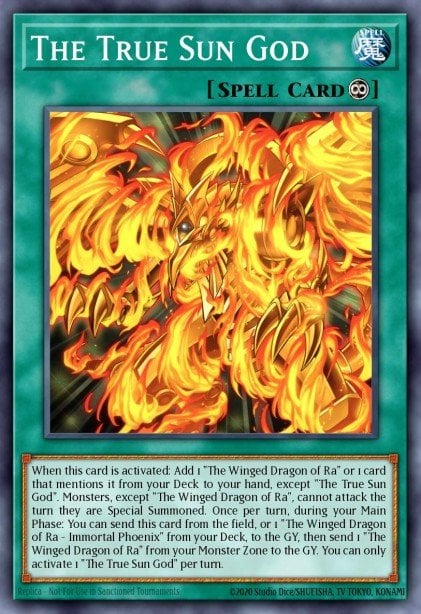 The True Sun God
SPELL
魔
[Spell Card]
When this card is activated: Add 1 "The Winged Dragon of Ra" or 1 card
that mentions it from your Deck to your hand, except "The True Sun
God". Monsters, except "The Winged Dragon of Ra", cannot attack the
turn they are Special Summoned. Once per turn, during your Main
Phase: You can send this card from the field, or 1 "The Winged Dragon
of Ra - Immortal Phoenix" from your Deck, to the GY, then send 1 "The
Winged Dragon of Ra" from your Monster Zone to the GY. You can only
activate 1 "The True Sun God" per turn.
Replica - Not For Use in Sanctioned Tournaments
©2020 Studio Dice/SHUEISHA, TV TOKYO, KONAMI